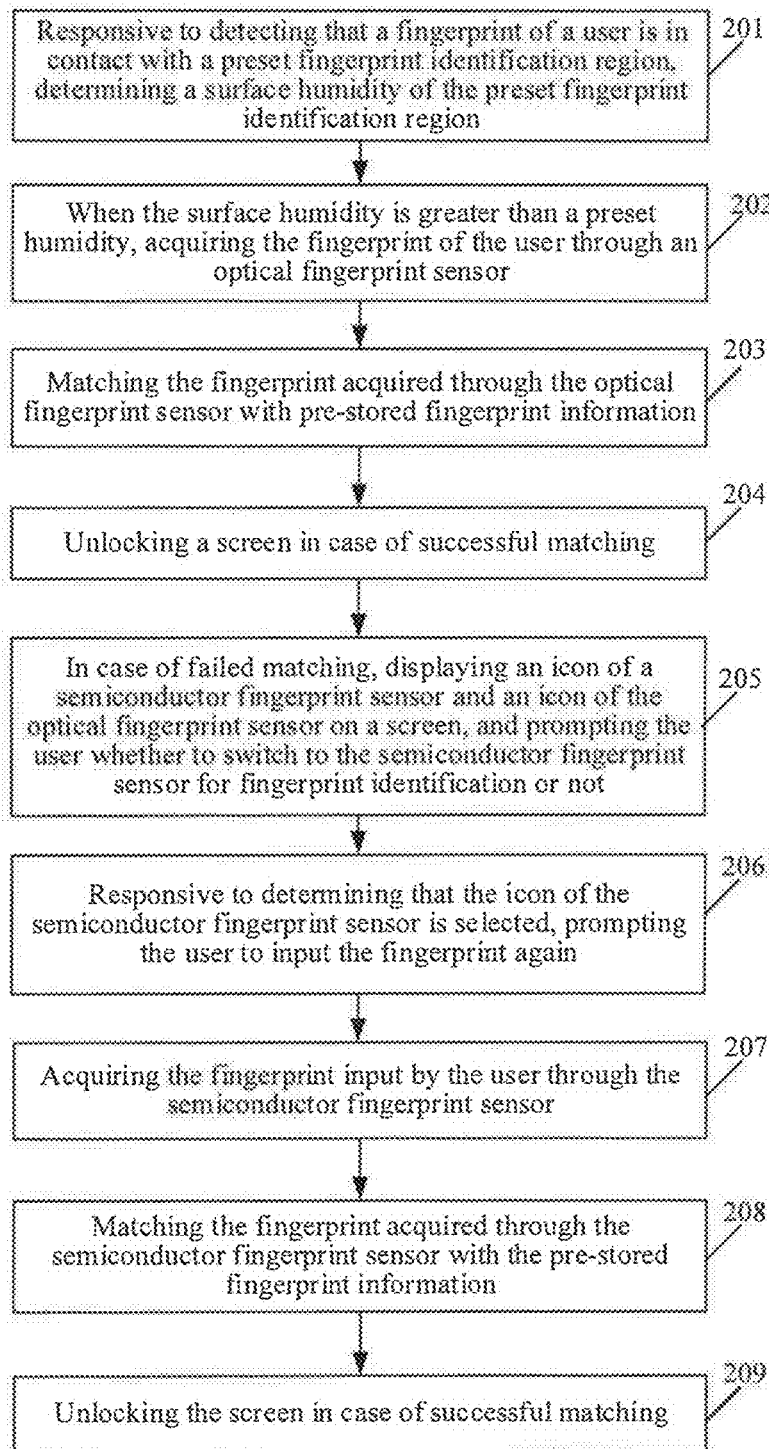 Responsive to detecting that a fingerprint of a user is in
contact with a preset fingerprint identification region,
determining a surface humidity of the preset fingerprint
identification region
201
When the surface humidity is greater than a preset
humidity, acquiring the fingerprint of the user through an
optical fingerprint sensor
202
Matching the fingerprint acquired through the optical
fingerprint sensor with pre-stored fingerprint information
203
Unlocking a screen in case of successful matching
204
In case of failed matching, displaying an icon of a
semiconductor fingerprint sensor and an icon of the
optical fingerprint sensor on a screen, and prompting the
user whether to switch to the semiconductor fingerprint
sensor for fingerprint identification or not
205
Responsive to determining that the icon of the
semiconductor fingerprint sensor is selected, prompting
the user to input the fingerprint again
206
Acquiring the fingerprint input by the user through the
semiconductor fingerprint sensor
207
Matching the fingerprint acquired through the
semiconductor fingerprint sensor with the pre-stored
fingerprint information
208
Unlocking the screen in case of successful matching
209